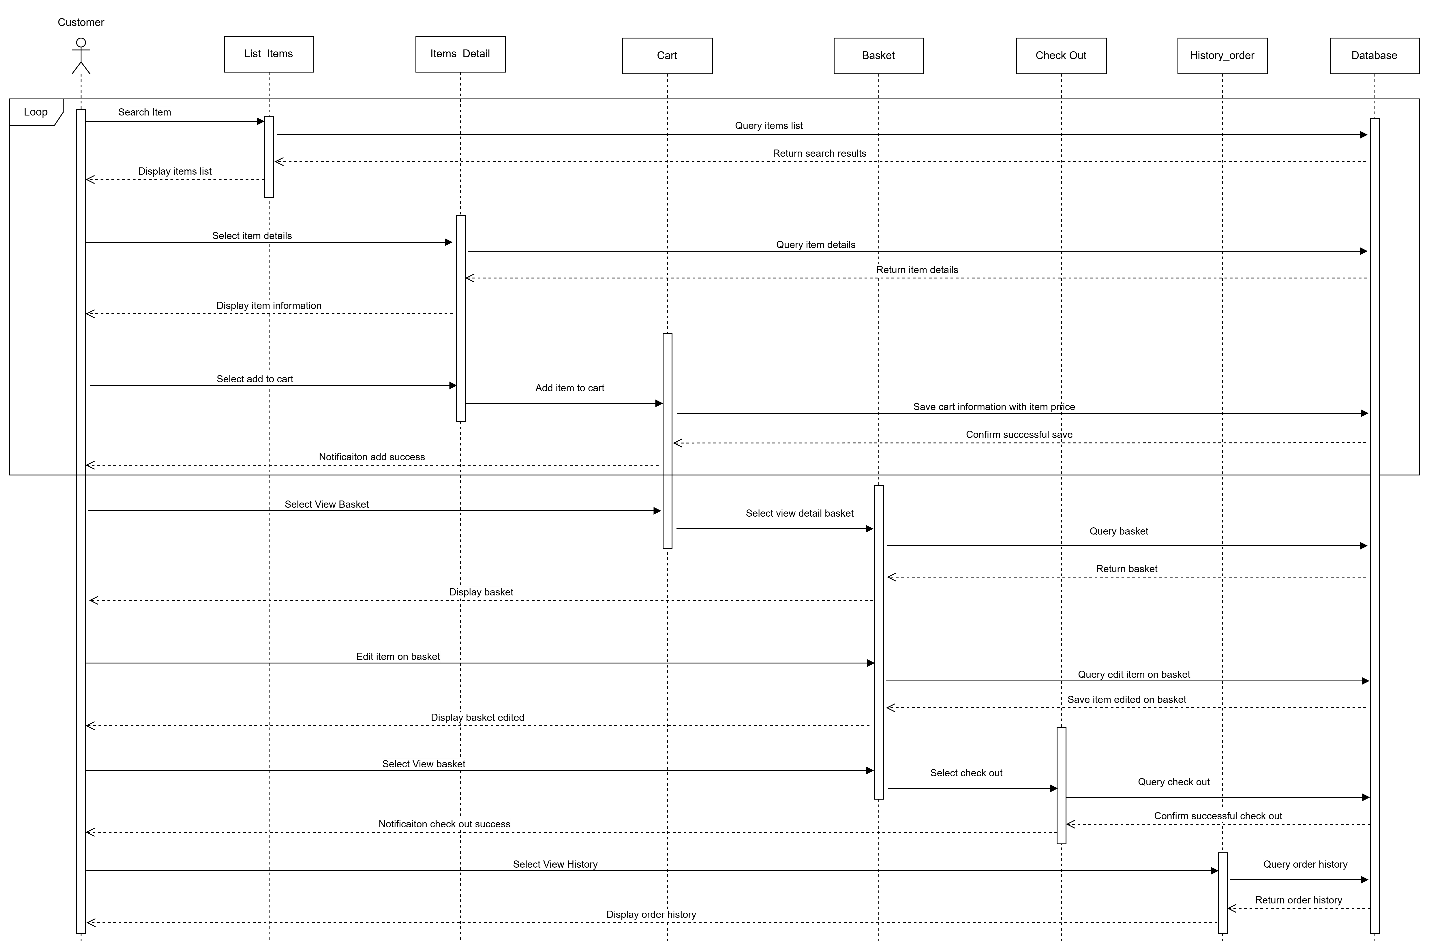 Customer
List Items
Items Detail
Cart
Basket
Check Out
History_order
Database
Loop
Search Item
Query items list
Return search results
Display items list
Select item details
Query item details
Return item details
Display item information
Select add to cart
Add item to cart
Save cart information with item price
Confirm successful save
Notificaiton add success
Select View Basket
Select view detail basket
Query basket
Return basket
Display basket
Edit item on basket
Query edit item on basket
Save item edited on basket
Display basket edited
Select View basket
Select check out
Query check out
Confirm successful check out
Notificaiton check out success
Select View History
Query order history
Return order history
Display order history